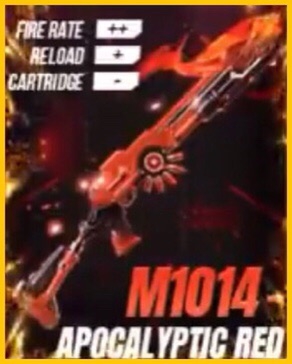 FIRE RATE ++
RELOAD +
CARTRIDGE -
M1014
APOCALYPTIC RED